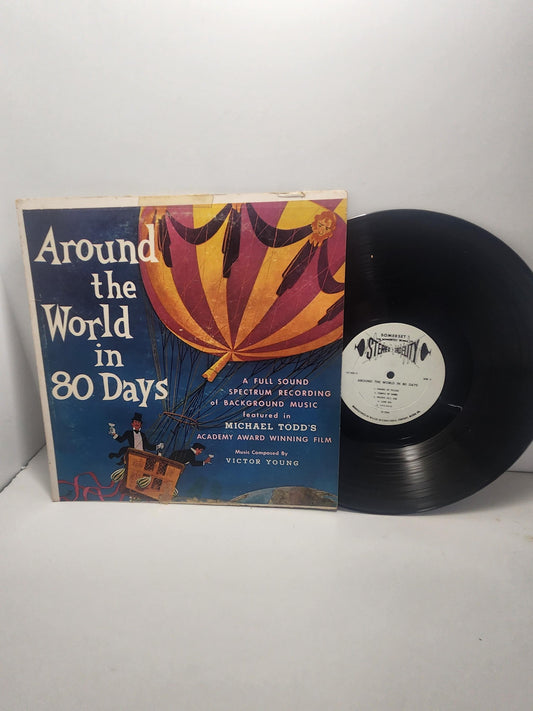 Around
the
World
in
80 Days
A FULL SOUND
SPECTRUM RECORDING
of BACKGROUND MUSIC
featured in
MICHAEL TODD'S
ACADEMY AWARD WINNING FILM
Music Composed By
VICTOR YOUNG
SOMERSET
STEREO FIDELITY
AROUND THE WORLD IN 80 DAYS